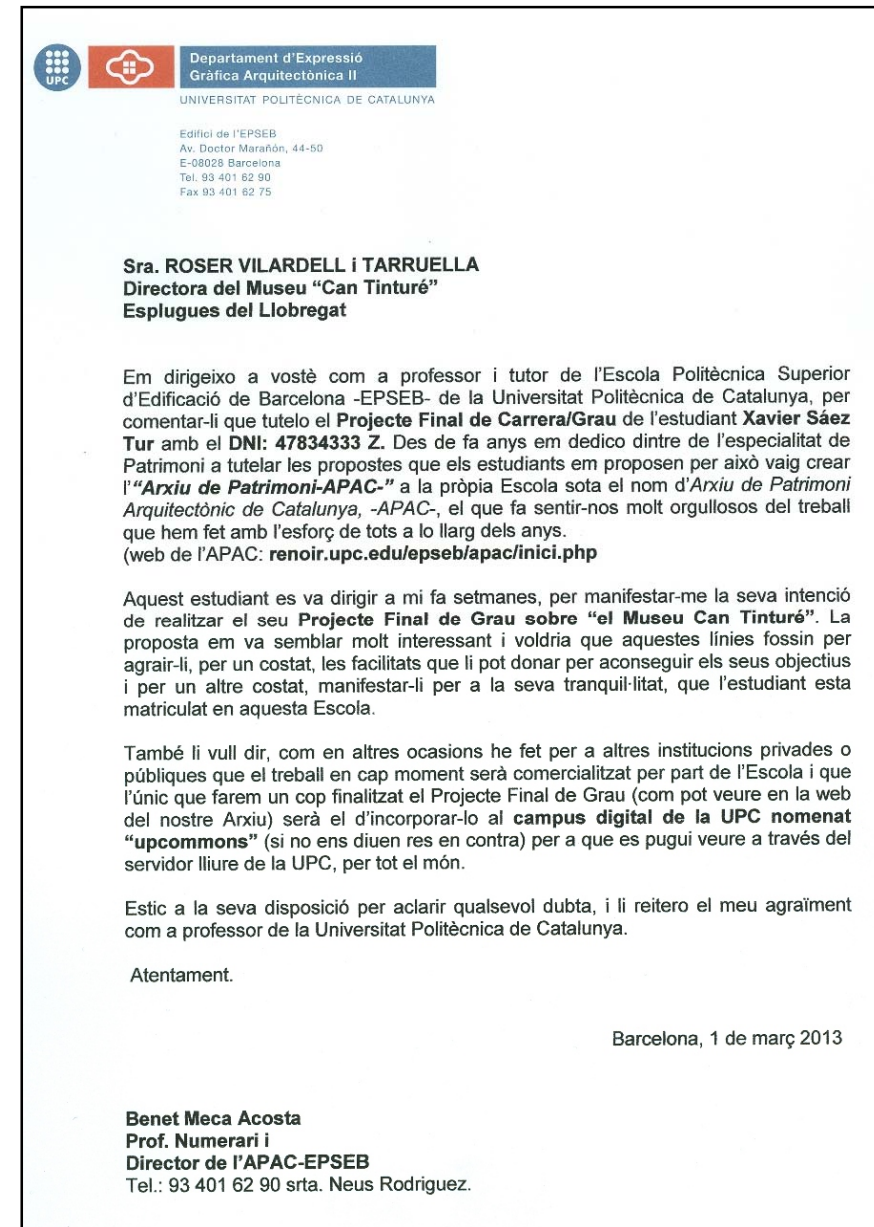 UPC
Departament d'Expressió
Gràfica Arquitectònica II
UNIVERSITAT POLITÈCNICA DE CATALUNYA
Edifici de l'EPSEB
Av. Doctor Marañón, 44-50
E-08028 Barcelona
Tel. 93 401 62 90
Fax 93 401 62 75
Sra. ROSER VILARDELL i TARRUELLA
Directora del Museu “Can Tinturé”
Esplugues del Llobregat
Em dirigeixo a vostè com a professor i tutor de l'Escola Politècnica Superior
d'Edificació de Barcelona -EPSEB- de la Universitat Politècnica de Catalunya, per
comentar-li que tutelo el Projecte Final de Carrera/Grau de l'estudiant Xavier Sáez
Tur amb el DNI: 47834333 Z. Des de fa anys em dedico dintre de l'especialitat de
Patrimoni a tutelar les propostes que els estudiants em proposen per això vaig crear
l'“Arxiu de Patrimoni-APAC-” a la pròpia Escola sota el nom d'Arxiu de Patrimoni
Arquitectònic de Catalunya, -APAC-, el que fa sentir-nos molt orgullosos del treball
que hem fet amb l'esforç de tots a lo llarg dels anys.
(web de l'APAC: renoir.upc.edu/epseb/apac/inici.php
Aquest estudiant es va dirigir a mi fa setmanes, per manifestar-me la seva intenció
de realitzar el seu Projecte Final de Grau sobre “el Museu Can Tinturé”. La
proposta em va semblar molt interessant i voldria que aquestes línies fossin per
agrair-li, per un costat, les facilitats que li pot donar per aconseguir els seus objectius
i per un altre costat, manifestar-li per a la seva tranquil·litat, que l'estudiant esta
matriculat en aquesta Escola.
També li vull dir, com en altres ocasions he fet per a altres institucions privades o
públiques que el treball en cap moment serà comercialitzat per part de l'Escola i que
l'únic que farem un cop finalitzat el Projecte Final de Grau (com pot veure en la web
del nostre Arxiu) serà el d'incorporar-lo al campus digital de la UPC nomenat
“upcommons” (si no ens diuen res en contra) per a que es pugui veure a través del
servidor lliure de la UPC, per tot el món.
Estic a la seva disposició per aclarir qualsevol dubta, i li reitero el meu agraïment
com a professor de la Universitat Politècnica de Catalunya.
Atentament.
Barcelona, 1 de març 2013
Benet Meca Acosta
Prof. Numerari i
Director de l'APAC-EPSEB
Tel.: 93 401 62 90 srta. Neus Rodriguez.